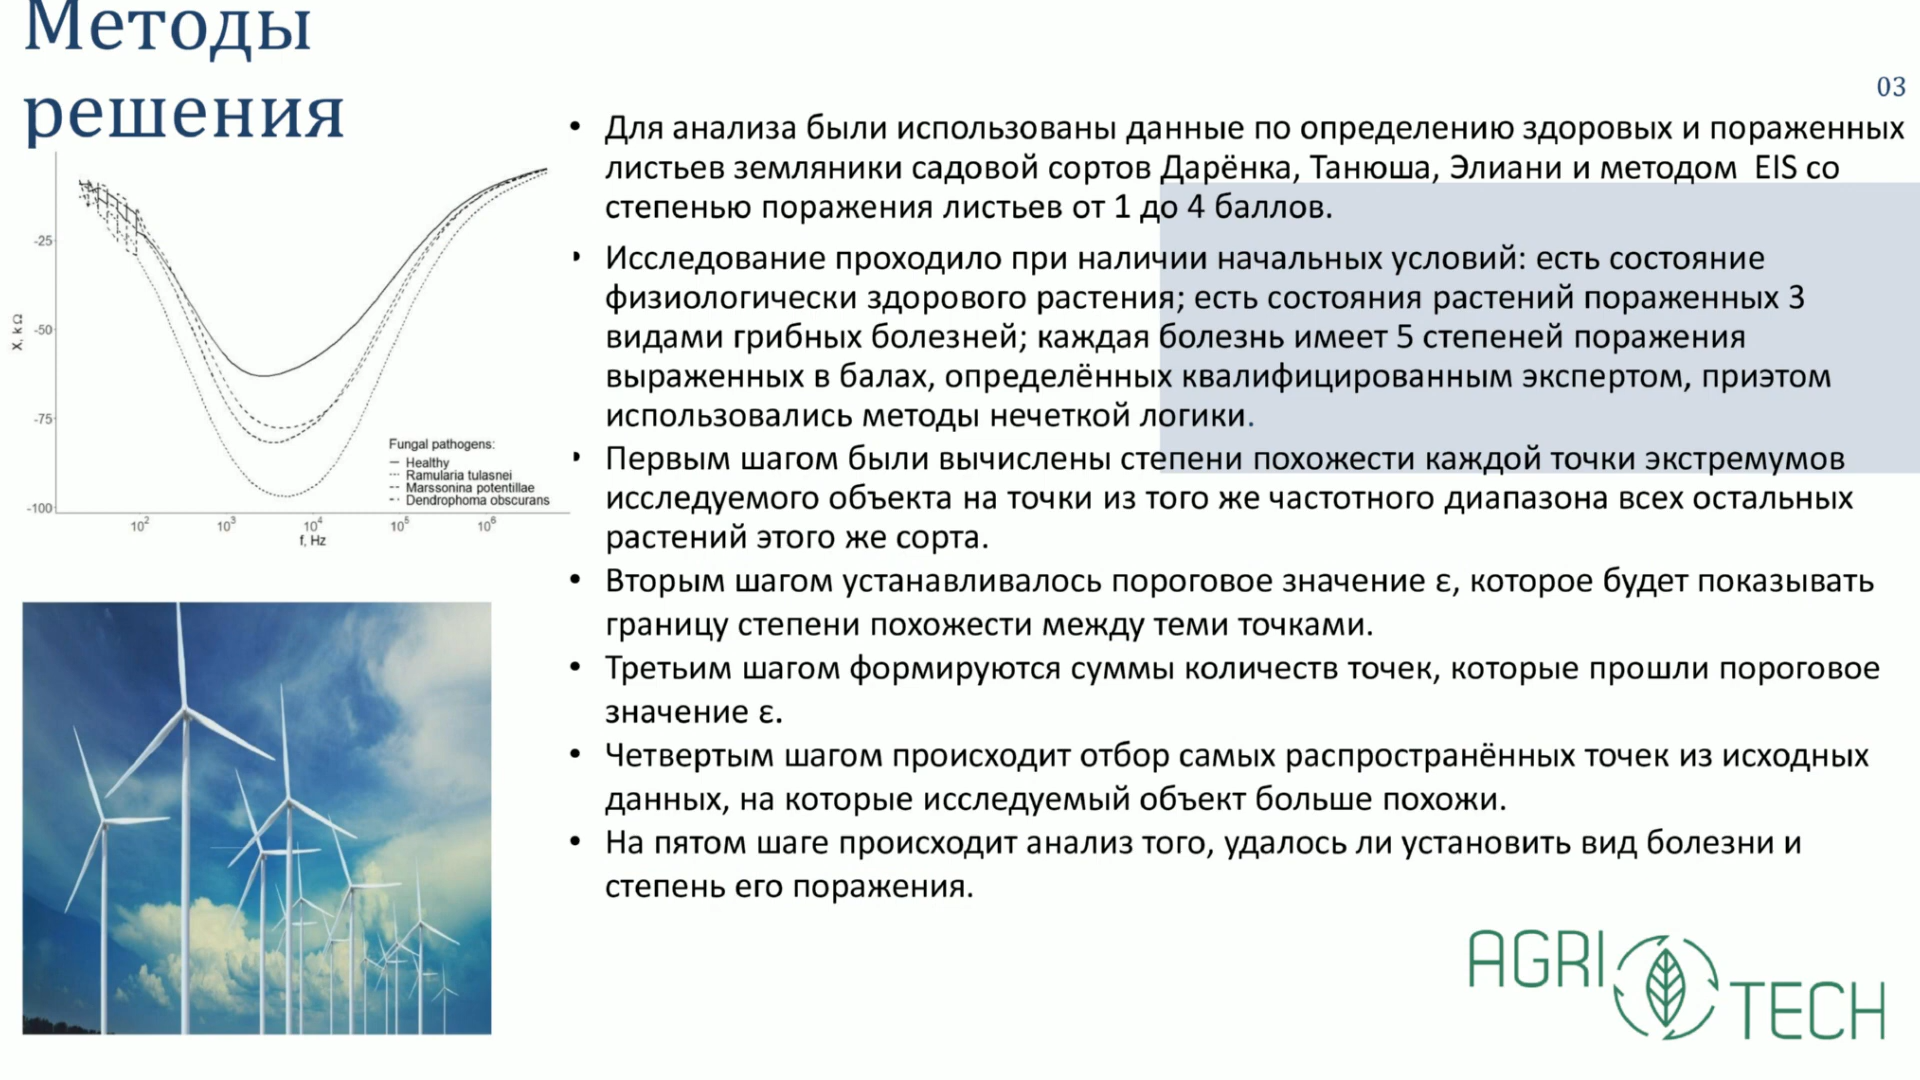 Методы
решения
03
-25
-50
-75
-100
X, k Ω
10²
10³
10⁴
10⁵
10⁶
f, Hz
Fungal pathogens:
Healthy
Ramularia tulasnei
Marssonina potentillae
Dendrophoma obscurans
• Для анализа были использованы данные по определению здоровых и пораженных
листьев земляники садовой сортов Дарёнка, Танюша, Элиани и методом EIS со
степенью поражения листьев от 1 до 4 баллов.
• Исследование проходило при наличии начальных условий: есть состояние
физиологически здорового растения; есть состояния растений пораженных 3
видами грибных болезней; каждая болезнь имеет 5 степеней поражения
выраженных в балах, определённых квалифицированным экспертом, приэтом
использовались методы нечеткой логики.
• Первым шагом были вычислены степени похожести каждой точки экстремумов
исследуемого объекта на точки из того же частотного диапазона всех остальных
растений этого же сорта.
• Вторым шагом устанавливалось пороговое значение ε, которое будет показывать
границу степени похожести между теми точками.
• Третьим шагом формируются суммы количеств точек, которые прошли пороговое
значение ε.
• Четвертым шагом происходит отбор самых распространённых точек из исходных
данных, на которые исследуемый объект больше похожи.
• На пятом шаге происходит анализ того, удалось ли установить вид болезни и
степень его поражения.
AGRI
TECH